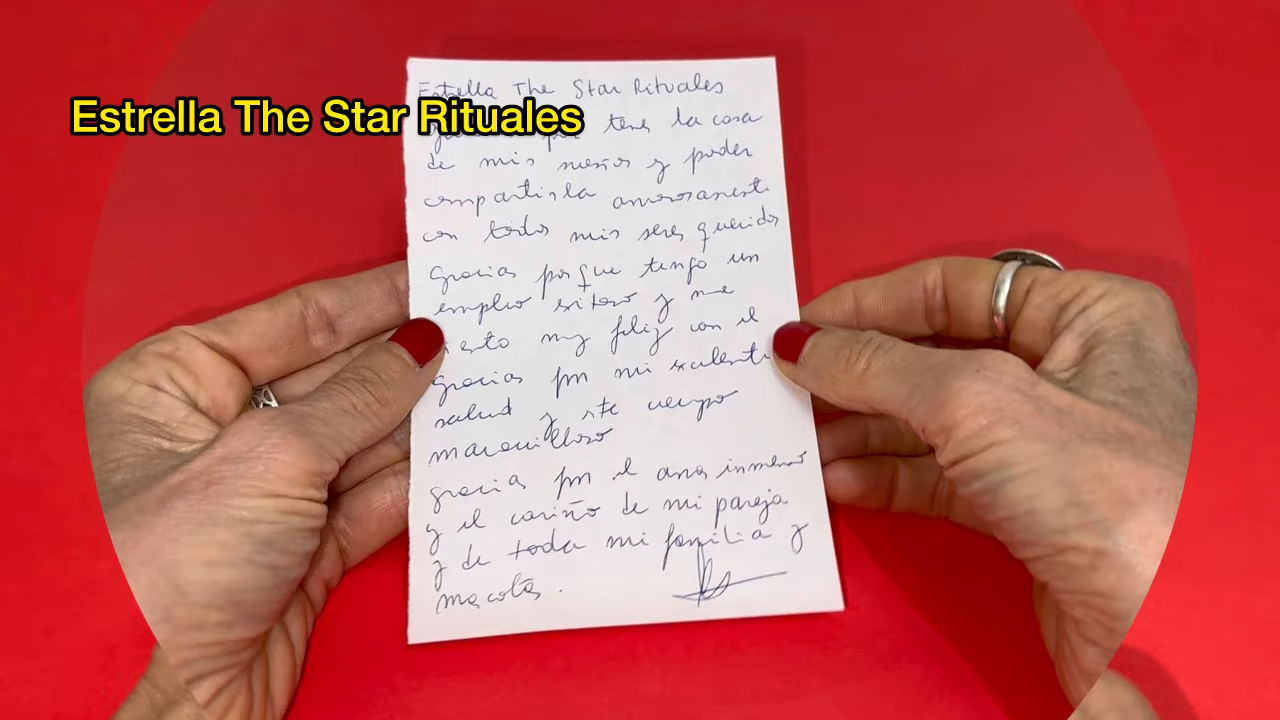 Estrella The Star Rituales
Estrella The Star Rituales
tener la casa
de mis sueños y poder
compartirla amorosamente
con todos mis seres queridos
Gracias porque tengo un
empleo exitoso y me
siento muy feliz con el
gracias por mi excelente
salud y este cuerpo
maravilloso
gracias por el amor inmenso
y el cariño de mi pareja
y de toda mi familia y
mascotas.